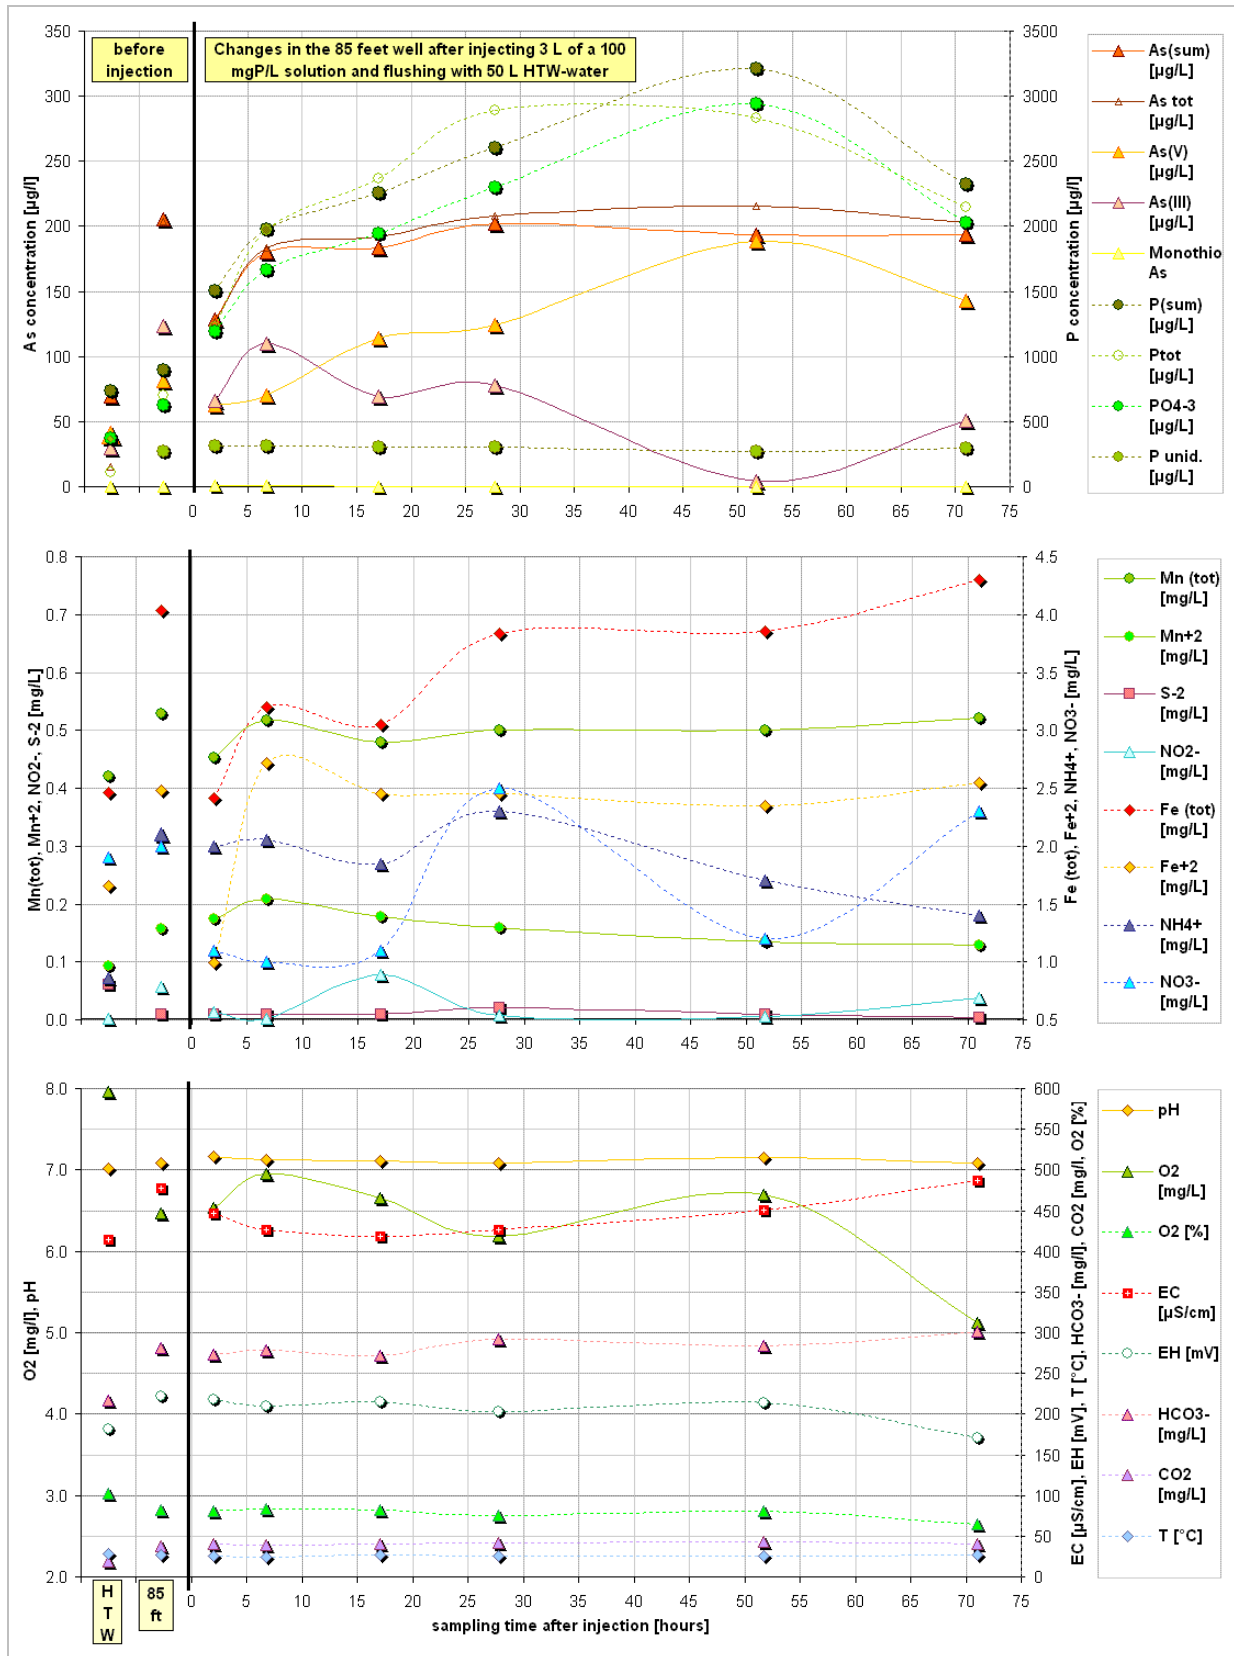 before
injection
Changes in the 85 feet well after injecting 3 L of a 100
mgP/L solution and flushing with 50 L HTW-water
As concentration [µg/l]
350
300
250
200
150
100
50
0
0 5 10 15 20 25 30 35 40 45 50 55 60 65 70 75
3500
3000
2500
2000
1500
1000
500
0
P concentration [µg/l]
As(sum)
[µg/L]
As tot
[µg/L]
As(V)
[µg/L]
As(III)
[µg/L]
Monothio
As
P(sum)
[µg/L]
Ptot
[µg/L]
PO4-3
[µg/L]
P unid.
[µg/L]
Mn(tot), Mn+2, NO2-, S-2 [mg/L]
0.8
0.7
0.6
0.5
0.4
0.3
0.2
0.1
0.0
0 5 10 15 20 25 30 35 40 45 50 55 60 65 70 75
4.5
4.0
3.5
3.0
2.5
2.0
1.5
1.0
0.5
Fe (tot), Fe+2, NH4+, NO3- [mg/L]
Mn (tot)
[mg/L]
Mn+2
[mg/L]
S-2
[mg/L]
NO2-
[mg/L]
Fe (tot)
[mg/L]
Fe+2
[mg/L]
NH4+
[mg/L]
NO3-
[mg/L]
O2 [mg/l], pH
8.0
7.0
6.0
5.0
4.0
3.0
2.0
0 5 10 15 20 25 30 35 40 45 50 55 60 65 70 75
600
550
500
450
400
350
300
250
200
150
100
50
0
EC [µS/cm], EH [mV], T [°C], HCO3- [mg/l], CO2 [mg/l], O2 [%]
pH
O2
[mg/L]
O2 [%]
EC
[µS/cm]
EH [mV]
HCO3-
[mg/L]
CO2
[mg/L]
T [°C]
H
T
W
85
ft
sampling time after injection [hours]